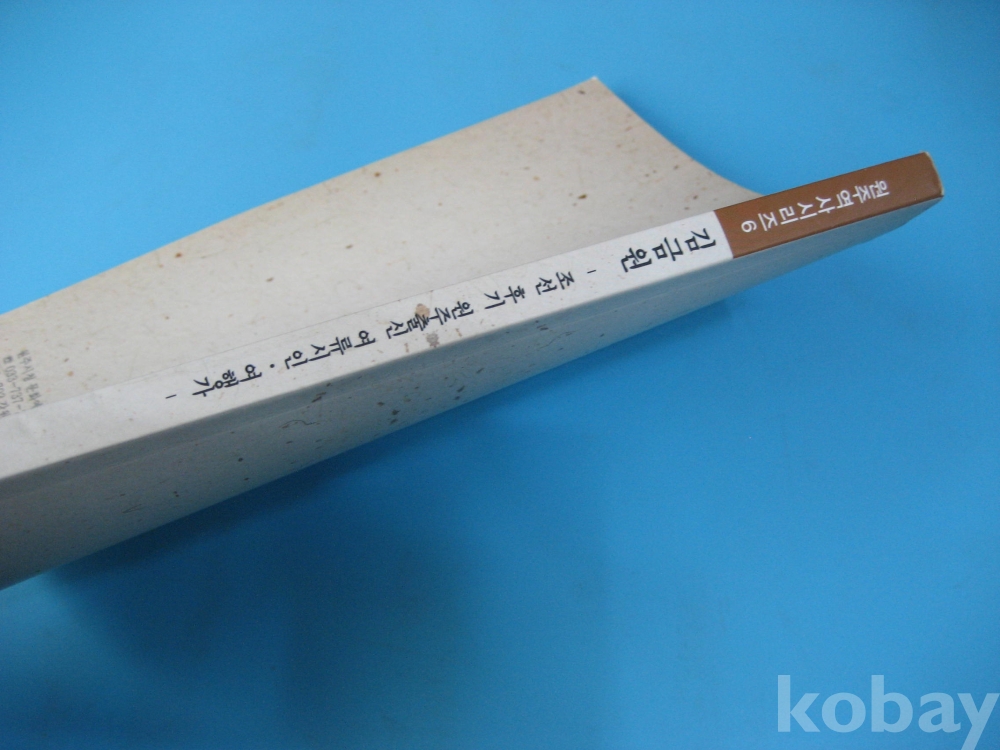 원주역사시리즈 6
김금원
- 조선 후기 원주출신 여류시인 · 여행가 -
kobay